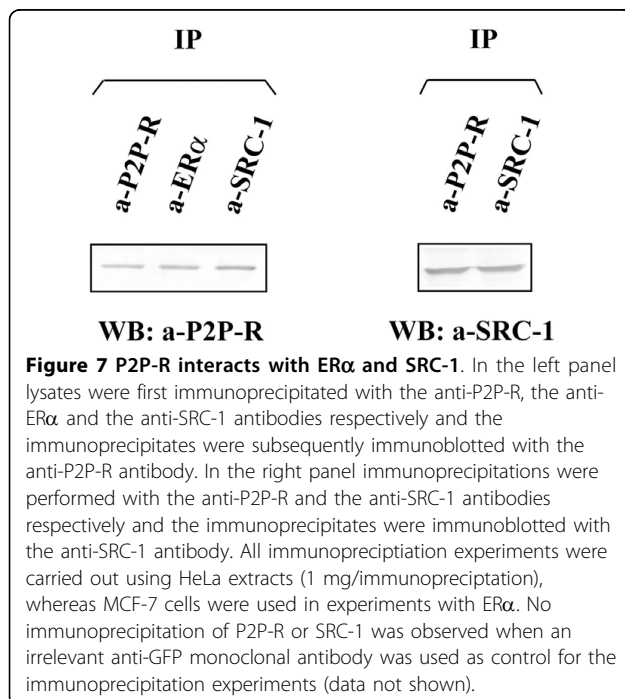 IP IP
a-P2P-R a-ERα a-SRC-1 a-P2P-R a-SRC-1
WB: a-P2P-R WB: a-SRC-1
Figure 7 P2P-R interacts with ERα and SRC-1. In the left panel
lysates were first immunoprecipitated with the anti-P2P-R, the anti-
ERα and the anti-SRC-1 antibodies respectively and the
immunoprecipitates were subsequently immunoblotted with the
anti-P2P-R antibody. In the right panel immunoprecipitations were
performed with the anti-P2P-R and the anti-SRC-1 antibodies
respectively and the immunoprecipitates were immunoblotted with
the anti-SRC-1 antibody. All immunopreciptiation experiments were
carried out using HeLa extracts (1 mg/immunopreciptation),
whereas MCF-7 cells were used in experiments with ERα. No
immunoprecipitation of P2P-R or SRC-1 was observed when an
irrelevant anti-GFP monoclonal antibody was used as control for the
immunoprecipitation experiments (data not shown).